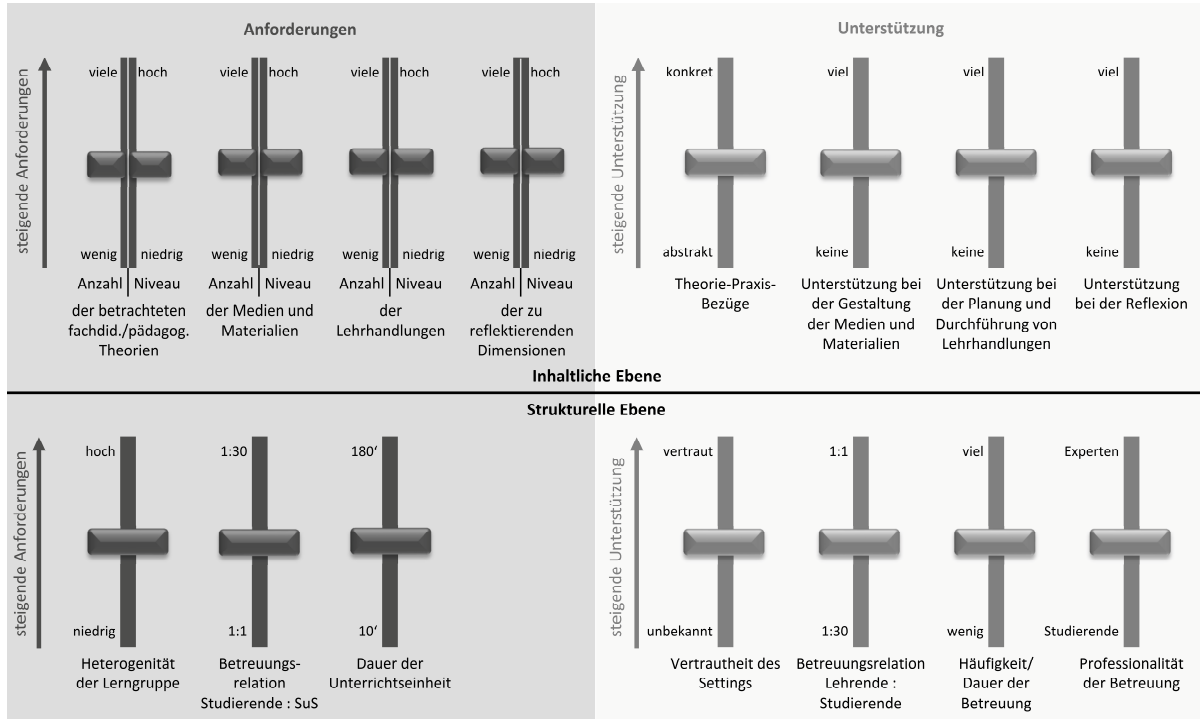 Anforderungen
steigende Anforderungen
viele hoch viele hoch viele hoch viele hoch
wenig niedrig wenig niedrig wenig niedrig wenig niedrig
Anzahl Niveau Anzahl Niveau Anzahl Niveau Anzahl Niveau
der betrachteten
fachdid./pädagog.
Theorien
der Medien und
Materialien
der
Lehrhandlungen
der zu
reflektierenden
Dimensionen
Unterstützung
steigende Unterstützung
konkret viel viel viel
abstrakt keine keine keine
Theorie-Praxis-
Bezüge
Unterstützung bei
der Gestaltung
der Medien und
Materialien
Unterstützung bei
der Planung und
Durchführung von
Lehrhandlungen
Unterstützung
bei der Reflexion
Inhaltliche Ebene
Strukturelle Ebene
steigende Anforderungen
hoch 1:30 180‘
niedrig 1:1 10‘
Heterogenität
der Lerngruppe
Betreuungs-
relation
Studierende : SuS
Dauer der
Unterrichtseinheit
steigende Unterstützung
vertraut 1:1 viel Experten
unbekannt 1:30 wenig Studierende
Vertrautheit des
Settings
Betreuungsrelation
Lehrende :
Studierende
Häufigkeit/
Dauer der
Betreuung
Professionalität
der Betreuung